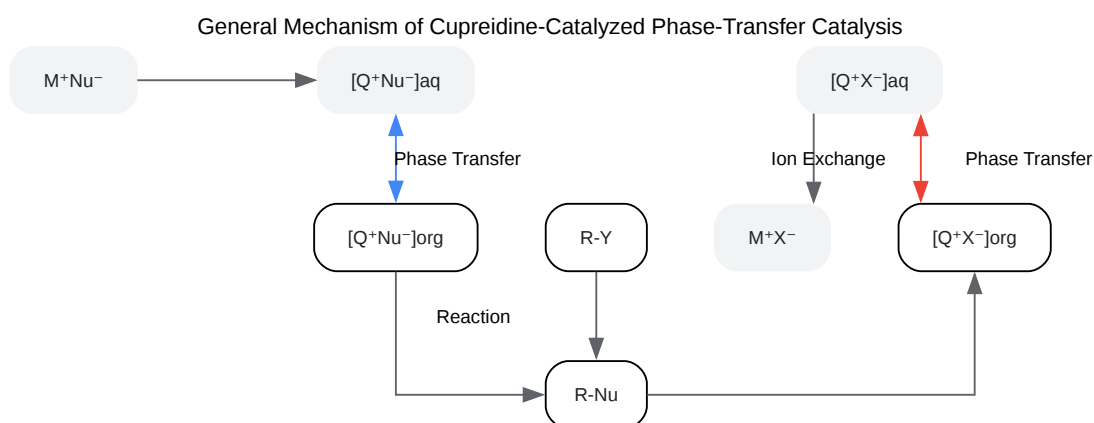 General Mechanism of Cupreidine-Catalyzed Phase-Transfer Catalysis
M⁺Nu⁻
[Q⁺Nu⁻]aq
[Q⁺X⁻]aq
Phase Transfer
Ion Exchange
Phase Transfer
[Q⁺Nu⁻]org
R-Y
M⁺X⁻
[Q⁺X⁻]org
Reaction
R-Nu